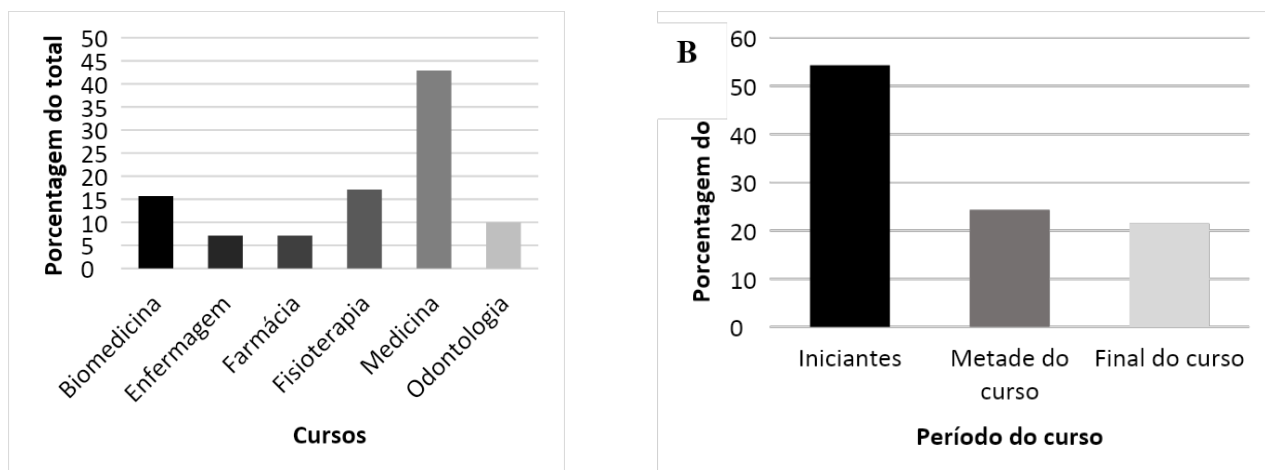 Porcentagem do total
50
45
40
35
30
25
20
15
10
5
0
Biomedicina
Enfermagem
Farmácia
Fisioterapia
Medicina
Odontologia
Cursos
B
Porcentagem do
60
50
40
30
20
10
0
Iniciantes
Metade do
curso
Final do curso
Período do curso